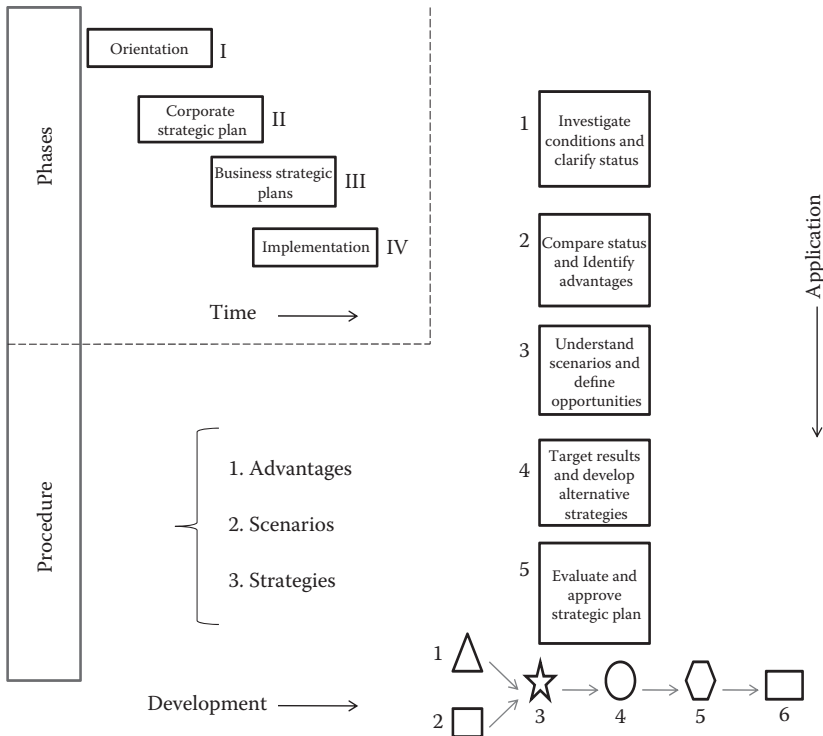 Phases
Orientation I
Corporate
strategic plan II
Business strategic
plans III
Implementation IV
Time
1
Investigate
conditions and
clarify status
2
Compare status
and Identify
advantages
3
Understand
scenarios and
define
opportunities
4
Target results
and develop
alternative
strategies
5
Evaluate and
approve
strategic plan
Application
Procedure
1. Advantages
2. Scenarios
3. Strategies
Development
1
2
3 4 5 6